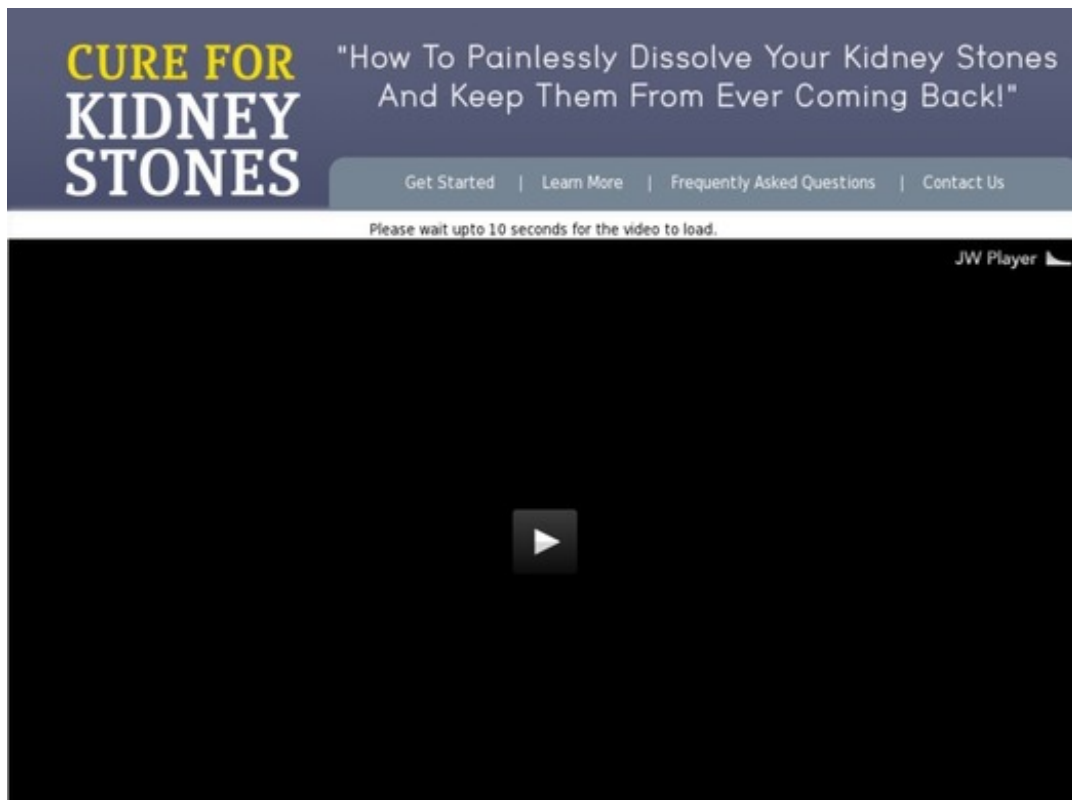 CURE FOR
KIDNEY
STONES
"How To Painlessly Dissolve Your Kidney Stones
And Keep Them From Ever Coming Back!"
Get Started | Learn More | Frequently Asked Questions | Contact Us
Please wait upto 10 seconds for the video to load.
JW Player